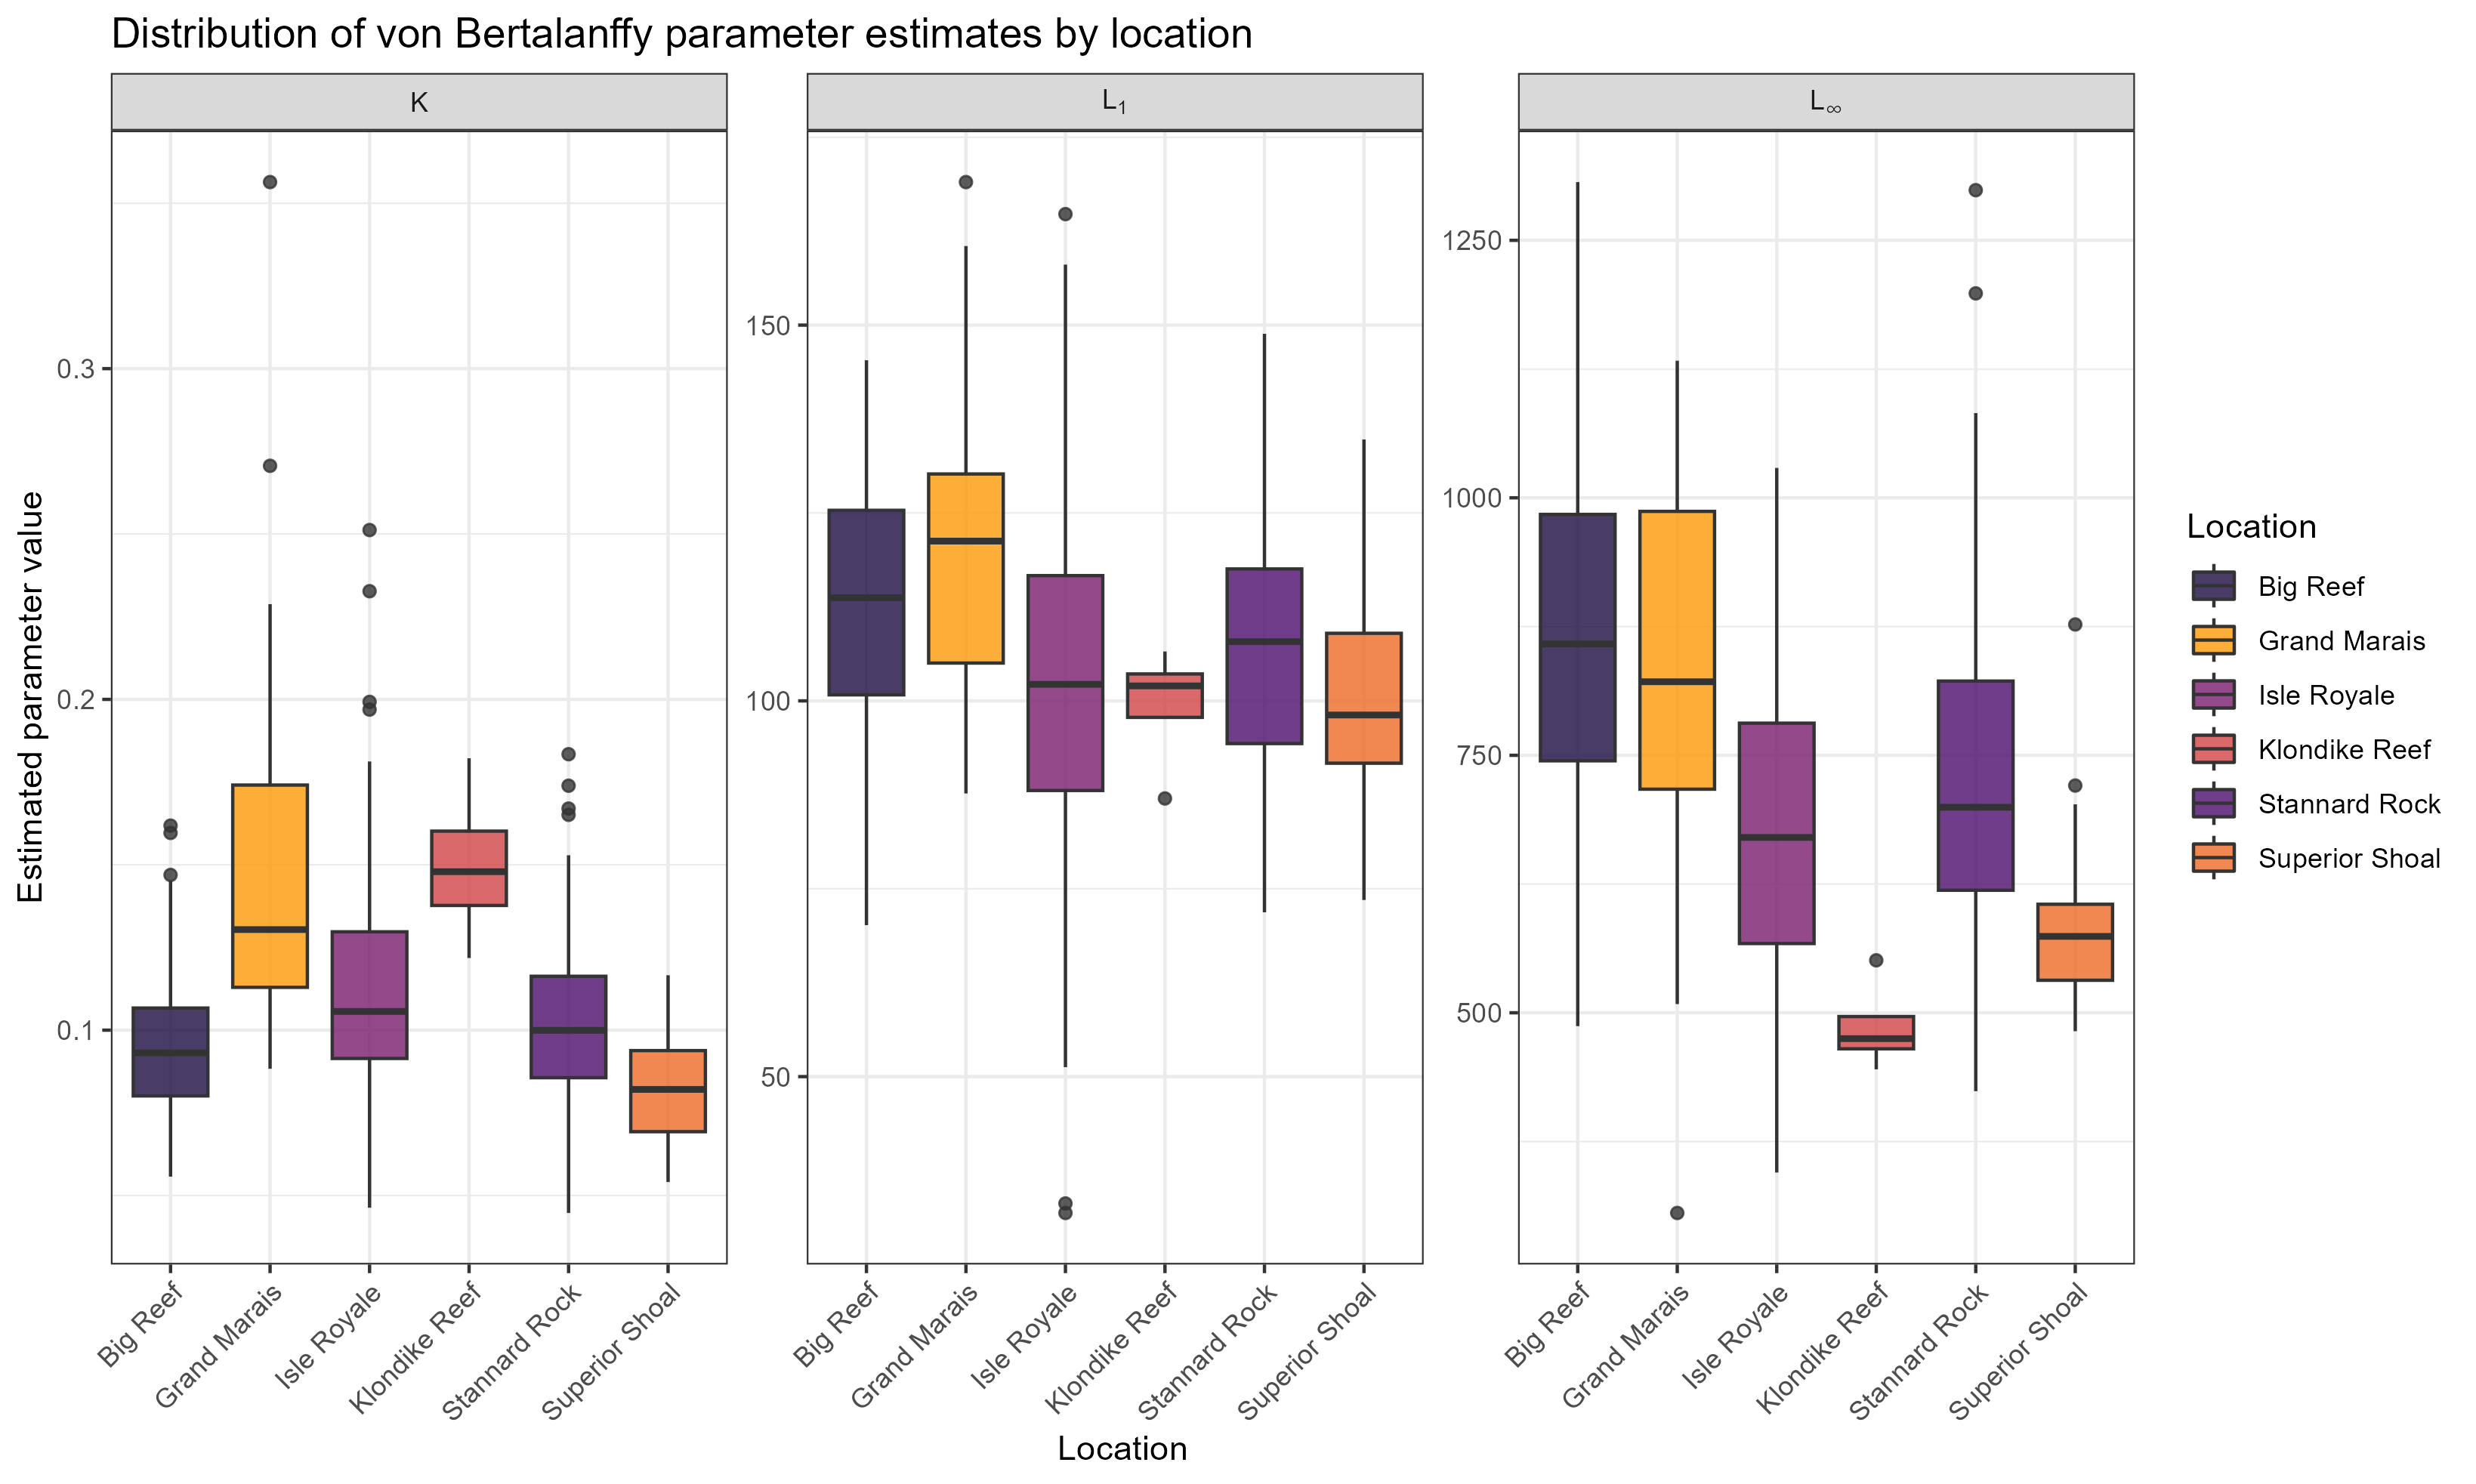 Distribution of von Bertalanffy parameter estimates by location
K
L₁
L∞
Estimated parameter value
0.3
0.2
0.1
150
100
50
1250
1000
750
500
Big Reef
Grand Marais
Isle Royale
Klondike Reef
Stannard Rock
Superior Shoal
Big Reef
Grand Marais
Isle Royale
Klondike Reef
Stannard Rock
Superior Shoal
Big Reef
Grand Marais
Isle Royale
Klondike Reef
Stannard Rock
Superior Shoal
Location
Location
Big Reef
Grand Marais
Isle Royale
Klondike Reef
Stannard Rock
Superior Shoal